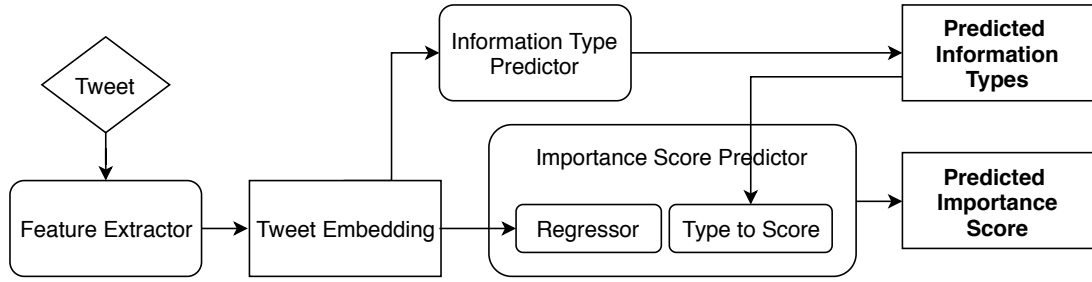 Tweet
Feature Extractor
Tweet Embedding
Information Type
Predictor
Importance Score Predictor
Regressor
Type to Score
Predicted
Information
Types
Predicted
Importance
Score